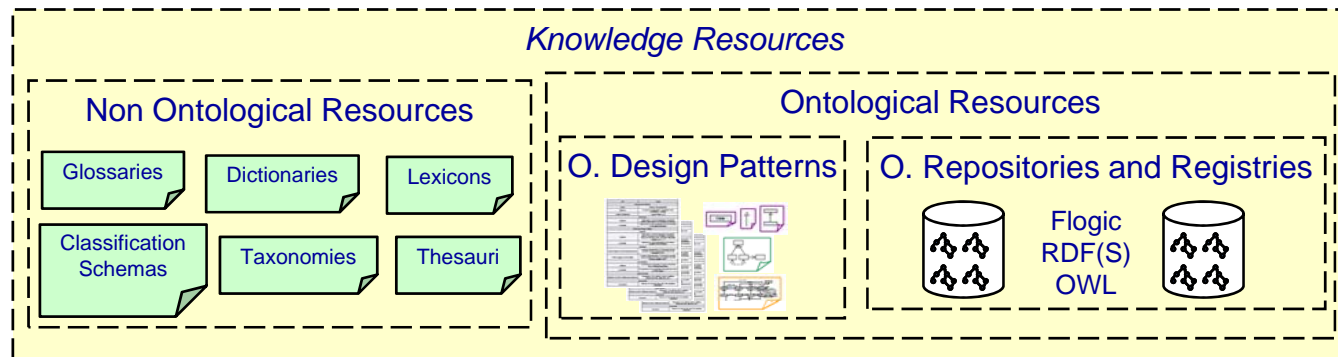 Knowledge Resources
Non Ontological Resources
Glossaries
Dictionaries
Lexicons
Classification
Schemas
Taxonomies
Thesauri
Ontological Resources
O. Design Patterns
O. Repositories and Registries
Flogic
RDF(S)
OWL